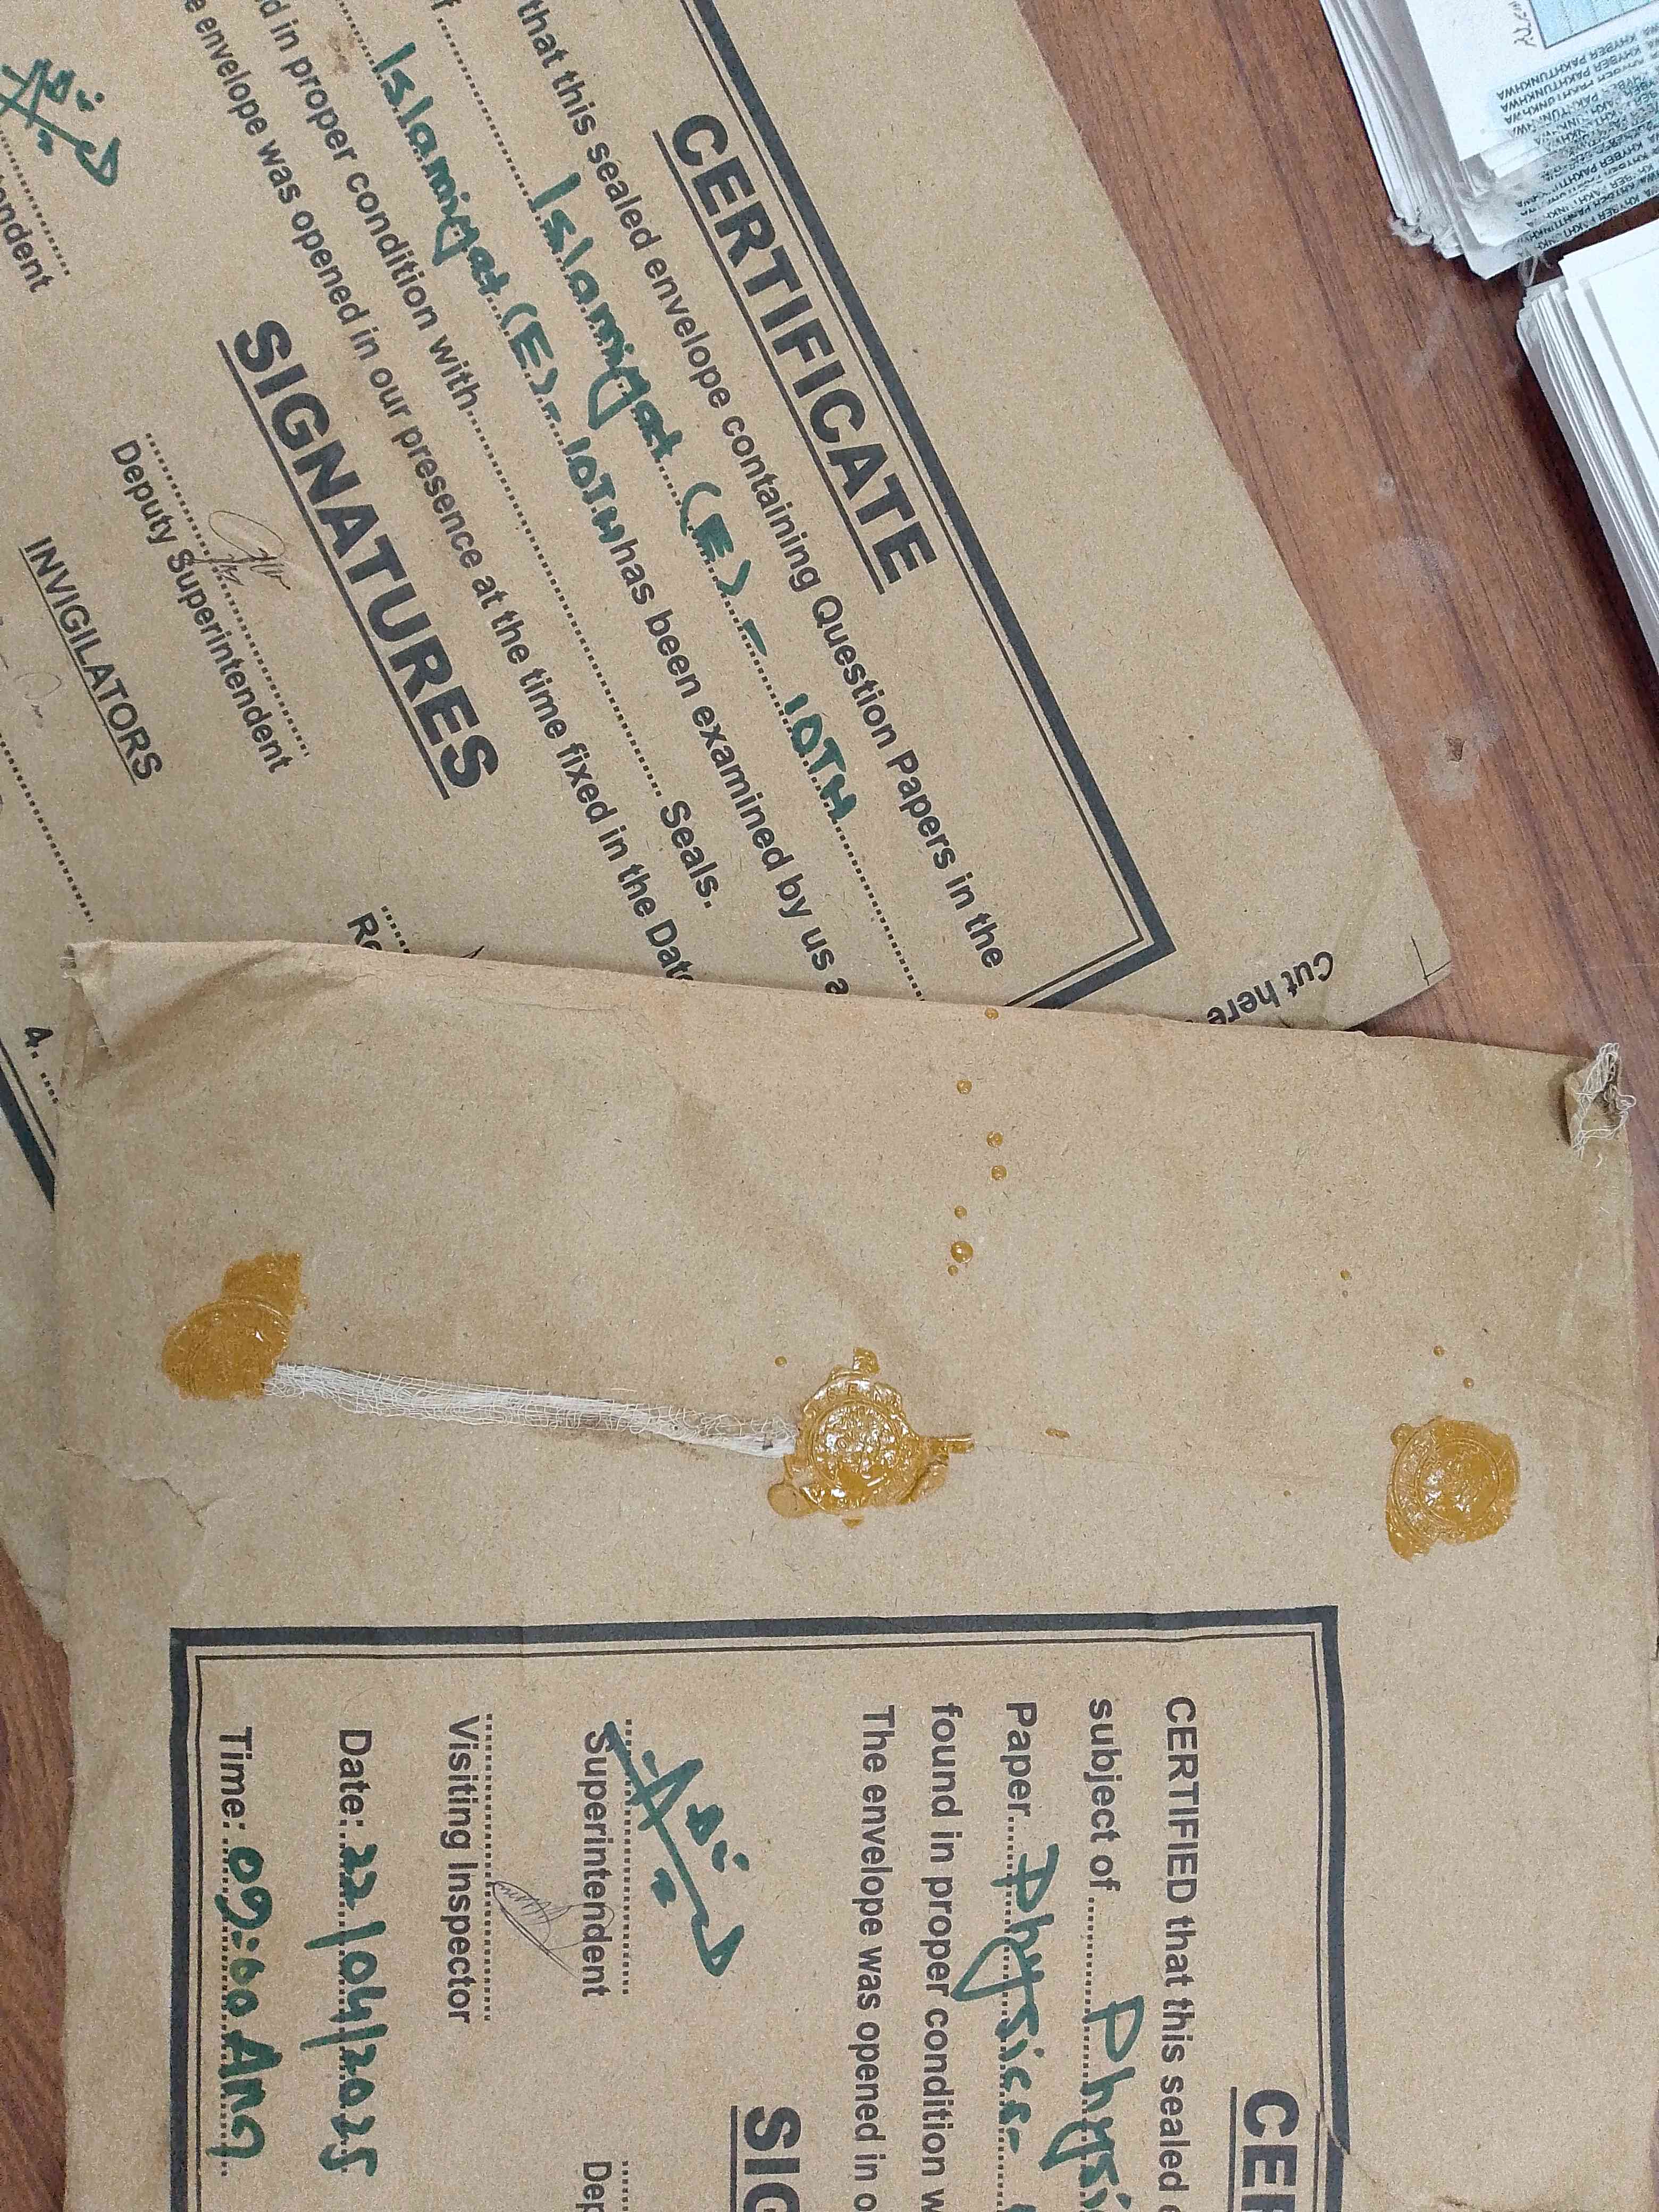 CERTIFICATE
that this sealed envelope containing Question Papers in the
Islamiyat (E) - 10TH
Islamiyat (E) - 10TH has been examined by us a
d in proper condition with Seals.
e envelope was opened in our presence at the time fixed in the Date
SIGNATURES
ndent
Deputy Superintendent
INVIGILATORS
4.
Cut here
CERTIFIED that this sealed
subject of Physi
Paper Physics-
found in proper condition w
The envelope was opened in o
SIG
Superintendent
Dep
Visiting Inspector
Date: 22/04/2025
Time: 09:00 AM
KHYBER PAKHTUNKHWA